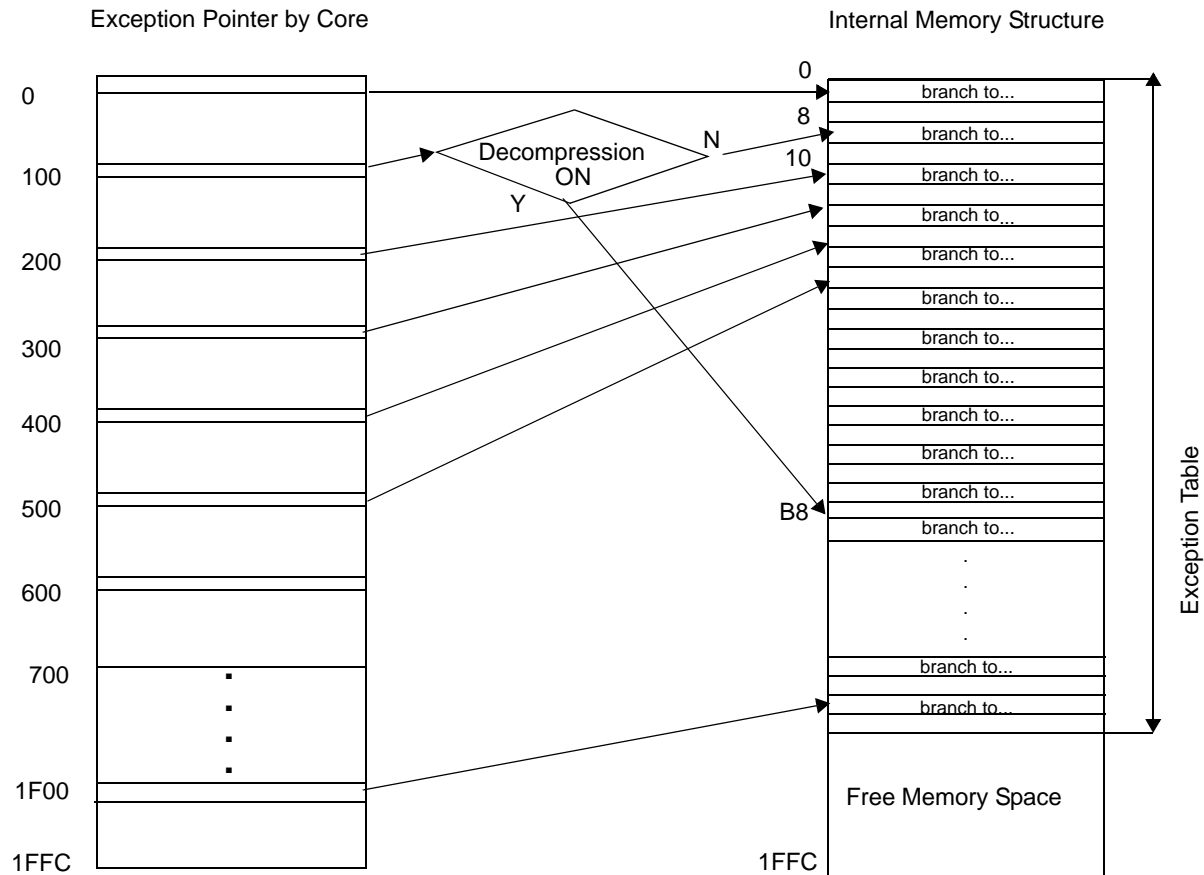 Exception Pointer by Core
Internal Memory Structure
0
100
200
300
400
500
600
700
1F00
1FFC
Decompression
ON
N
Y
0
8
10
B8
1FFC
branch to...
branch to...
branch to...
branch to...
branch to...
branch to...
branch to...
branch to...
branch to...
branch to...
branch to...
branch to...
branch to...
branch to...
Free Memory Space
Exception Table